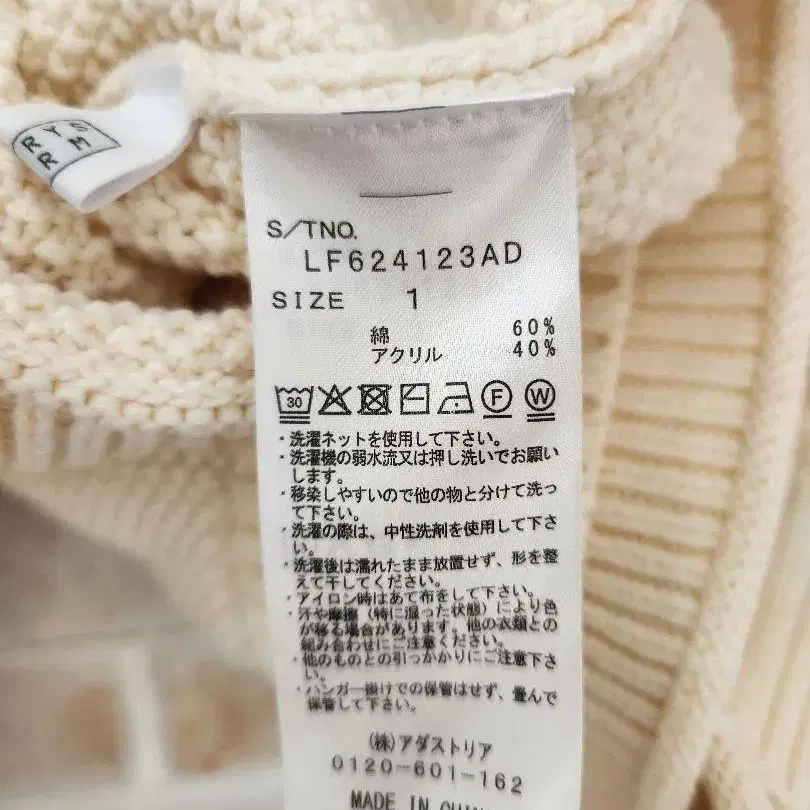 RYS
RRM
S/TNO.
LF624123AD
SIZE 1
綿 60%
アクリル 40%
30
F W
・洗濯ネットを使用して下さい。
・洗濯機の弱水流又は押し洗いでお願い
します。
・移染しやすいので他の物と分けて洗っ
て下さい。
・洗濯の際は、中性洗剤を使用して下さ
い。
・洗濯後は濡れたまま放置せず、形を整
えて干してください。
・アイロン時はあて布をして下さい。
・汗や摩擦（特に湿った状態）により色
が移る場合があります。他の衣類との
組み合わせにご注意ください。
・他のものとの引っかかりにご注意下さ
い。
・ハンガー掛けでの保管はせず、畳んで
保管して下さい。
(株)アダストリア
0120-601-162
MADE IN CHINA